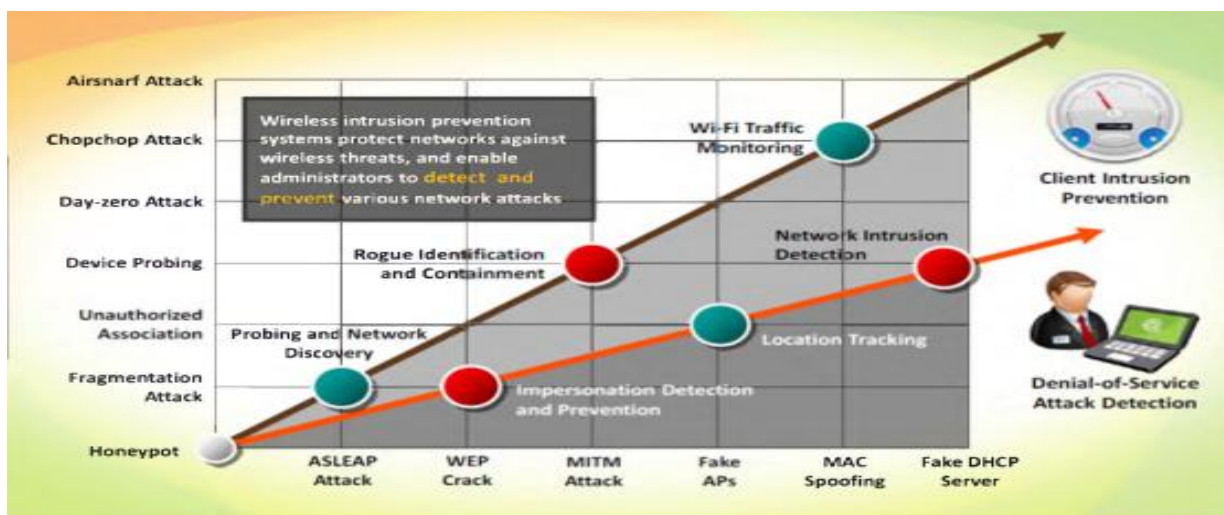 Airsnarf Attack
Chopchop Attack
Day-zero Attack
Device Probing
Unauthorized
Association
Fragmentation
Attack
Honeypot
Wireless intrusion prevention
systems protect networks against
wireless threats, and enable
administrators to detect and
prevent various network attacks
Wi-Fi Traffic
Monitoring
Rogue Identification
and Containment
Network Intrusion
Detection
Probing and Network
Discovery
Location Tracking
Impersonation Detection
and Prevention
Client Intrusion
Prevention
Denial-of-Service
Attack Detection
ASLEAP
Attack
WEP
Crack
MITM
Attack
Fake
APs
MAC
Spoofing
Fake DHCP
Server